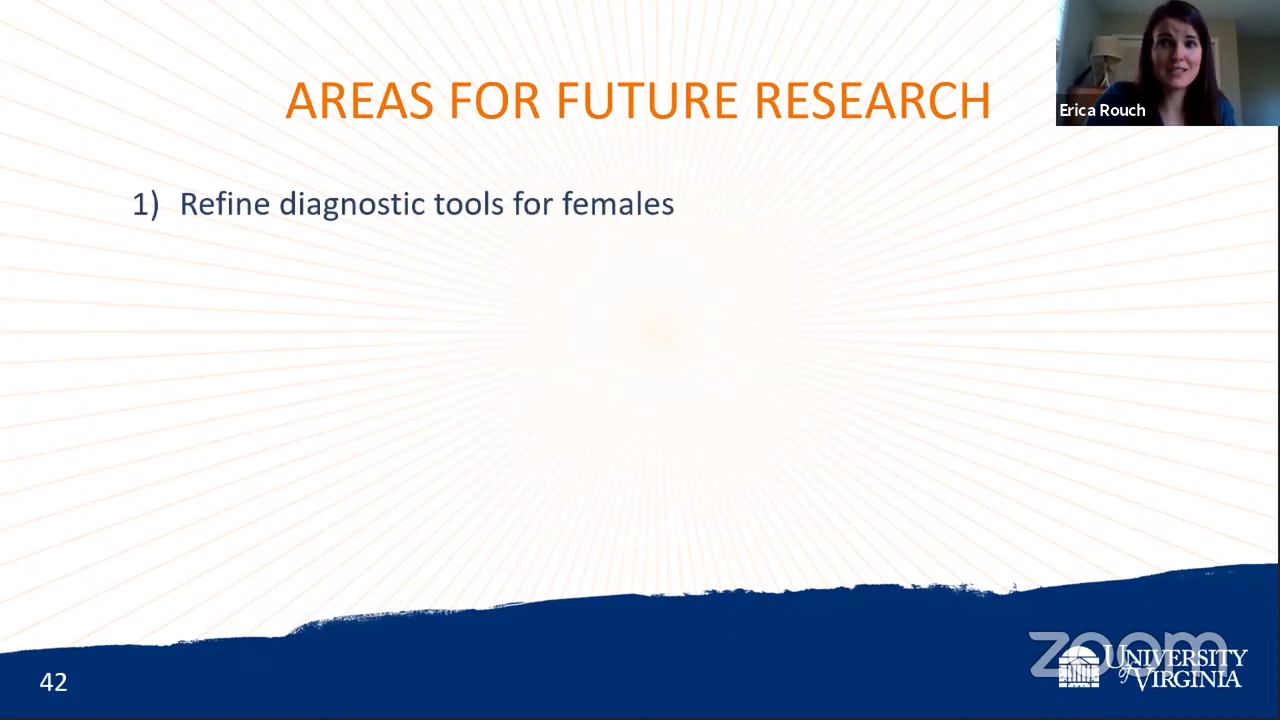 AREAS FOR FUTURE RESEARCH
Erica Rouch
1) Refine diagnostic tools for females
42
zoom
UNIVERSITY
of VIRGINIA